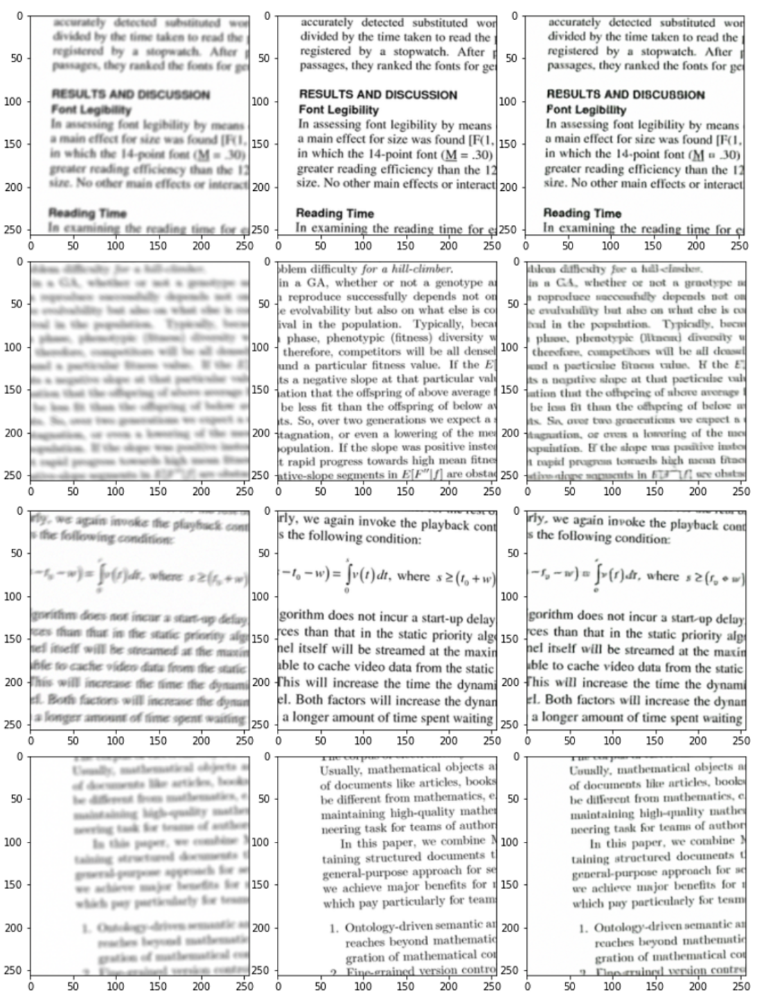 0
50
100
150
200
250
accurately detected substituted wor
divided by the time taken to read the
registered by a stopwatch. After p
passages, they ranked the fonts for ge
RESULTS AND DISCUSSION
Font Legibility
In assessing font legibility by means
a main effect for size was found [F(1,
in which the 14-point font (M = .30)
greater reading efficiency than the 12
size. No other main effects or interact
Reading Time
In examining the reading time for e
0 50 100 150 200 250
0
50
100
150
200
250
accurately detected substituted wor
divided by the time taken to read the p
registered by a stopwatch. After p
passages, they ranked the fonts for ge
RESULTS AND DISCUSSION
Font Legibility
In assessing font legibility by means
a main effect for size was found [F(1,
in which the 14-point font (M = .30)
greater reading efficiency than the 12
size. No other main effects or interact
Reading Time
In examining the reading time for ea
0 50 100 150 200 250
0
50
100
150
200
250
accurately detected substituted wor
divided by the time taken to read the p
registered by a stopwatch. After p
passages, they ranked the fonts for ge
RESULTS AND DISCUSSION
Font Legibility
In assessing font legibility by means
a main effect for size was found [F(1,
in which the 14-point font (M = .30)
greater reading efficiency than the 12
size. No other main effects or interact
Reading Time
In examining the reading time for e
0 50 100 150 200 250
0
50
100
150
200
250
difficulty for a hill-climber.
in a GA, whether or not a genotype
reproduce successfully depends not on
evolvability but also on what else is co
in the population. Typically, beca
phase, phenotypic (fitness) diversity w
therefore, competitors will be all densel
a particular fitness value. If the E
a negative slope at that particular val
that the offspring of above average
be less fit than the offspring of below
So, over two generations we expect a
or even a lowering of the me
If the slope was positive inste
rapid progress towards high mean fitne
0 50 100 150 200 250
0
50
100
150
200
250
blem difficulty for a hill-climber.
in a GA, whether or not a genotype a
reproduce successfully depends not on
e evolvability but also on what else is co
ival in the population. Typically, beca
phase, phenotypic (fitness) diversity w
therefore, competitors will be all densel
und a particular fitness value. If the E[
ts a negative slope at that particular valu
ation that the offspring of above average f
be less fit than the offspring of below av
ts. So, over two generations we expect a s
tagnation, or even a lowering of the mea
opulation. If the slope was positive instea
t rapid progress towards high mean fitnes
ative-slope segments in E[F''|f] are obstac
0 50 100 150 200 250
0
50
100
150
200
250
difficulty for a hill-climber.
in a GA, whether or not a genotype
reproduce successfully depends not on
evolvability but also on what else is co
in the population. Typically, becau
phase, phenotypic (fitness) diversity w
therefore, competitors will be all densel
and a particular fitness value. If the E
ts a negative slope at that particular val
ation that the offspring of above average f
be less fit than the offspring of below
ts. So, over two generations we expect a
stagnation, or even a lowering of the me
opulation. If the slope was positive inste
t rapid progress towards high mean fitne
ative-slope segments in are obsta
0 50 100 150 200 250
0
50
100
150
200
250
rly, we again invoke the playback cont
s the following condition:
−t₀ − w) = ∫v(t)dt, where s ≥ (t₀ + w)
gorithm does not incur a start-up delay
rces than that in the static priority alg
nel itself will be streamed at the maxin
able to cache video data from the static
This will increase the time the dynami
el. Both factors will increase the dynan
a longer amount of time spent waiting
0 50 100 150 200 250
0
50
100
150
200
250
rly, we again invoke the playback cont
s the following condition:
s
−t₀ − w) = ∫v(t)dt, where s ≥ (t₀ + w)
0
gorithm does not incur a start-up delay
rces than that in the static priority alg
nel itself will be streamed at the maxin
able to cache video data from the static
This will increase the time the dynami
el. Both factors will increase the dynan
a longer amount of time spent waiting
0 50 100 150 200 250
0
50
100
150
200
250
rly, we again invoke the playback cont
s the following condition:
−t₀ − w) = ∫v(t)dt, where s ≥ (t₀ + w)
gorithm does not incur a start-up delay
rces than that in the static priority alg
nel itself will be streamed at the maxin
able to cache video data from the static
This will increase the time the dynami
el. Both factors will increase the dynan
a longer amount of time spent waiting
0 50 100 150 200 250
0
50
100
150
200
250
Usually, mathematical objects a
of documents like articles, books
be different from mathematics, e.
maintaining high-quality mathe
neering task for teams of author
In this paper, we combine M
taining structured documents t
general-purpose approach for se
we achieve major benefits for
which pay particularly for team
1. Ontology-driven semantic an
reaches beyond mathematic
gration of mathematical cor
2. Fine-grained version contro
0 50 100 150 200 250
0
50
100
150
200
250
Usually, mathematical objects a
of documents like articles, books
be different from mathematics, e.
maintaining high-quality mather
neering task for teams of author
In this paper, we combine M
taining structured documents t
general-purpose approach for se
we achieve major benefits for r
which pay particularly for team
1. Ontology-driven semantic an
reaches beyond mathematic
gration of mathematical cor
2. Fine-grained version contro
0 50 100 150 200 250
0
50
100
150
200
250
Usually, mathematical objects a
of documents like articles, books
be different from mathematics, e.
maintaining high-quality mathe
neering task for teams of author
In this paper, we combine M
taining structured documents t
general-purpose approach for se
we achieve major benefits for r
which pay particularly for team
1. Ontology-driven semantic an
reaches beyond mathematic
gration of mathematical cor
2. Fine-grained version contro
0 50 100 150 200 250